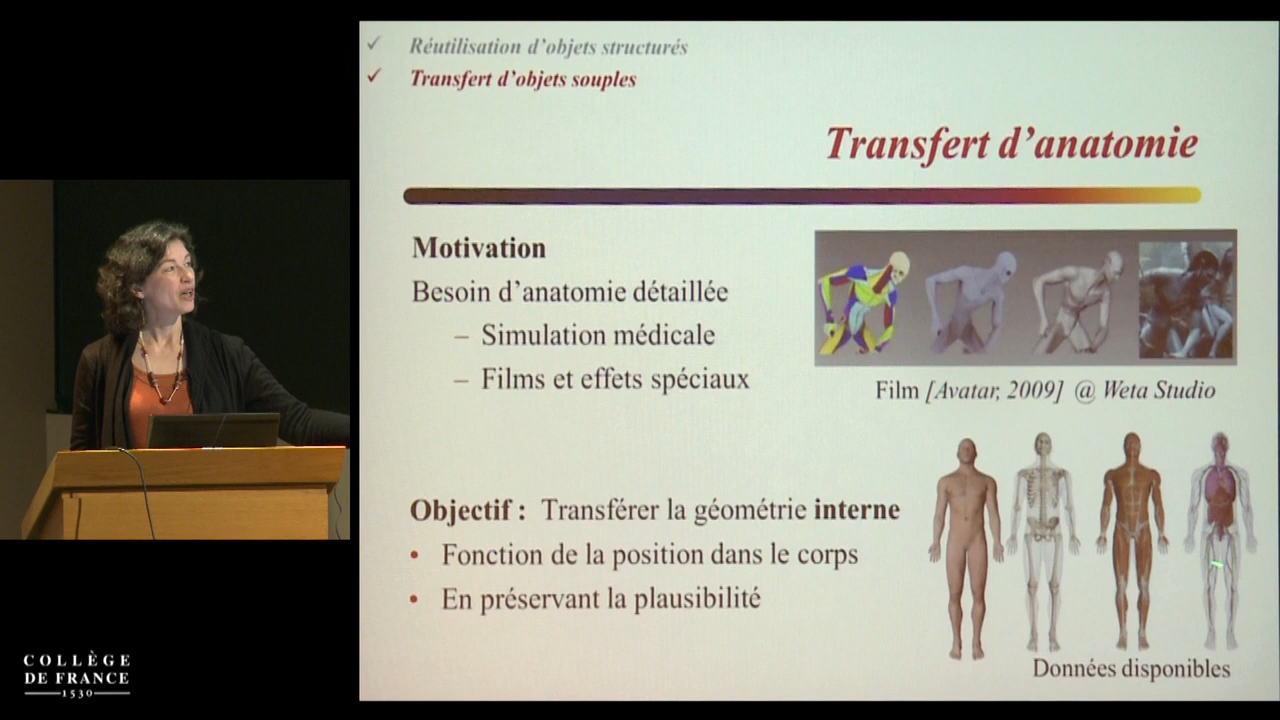 Réutilisation d'objets structurés
Transfert d'objets souples
Transfert d'anatomie
Motivation
Besoin d'anatomie détaillée
– Simulation médicale
– Films et effets spéciaux
Film [Avatar, 2009] @ Weta Studio
Objectif : Transférer la géométrie interne
• Fonction de la position dans le corps
• En préservant la plausibilité
Données disponibles
COLLÈGE
DE FRANCE
1530